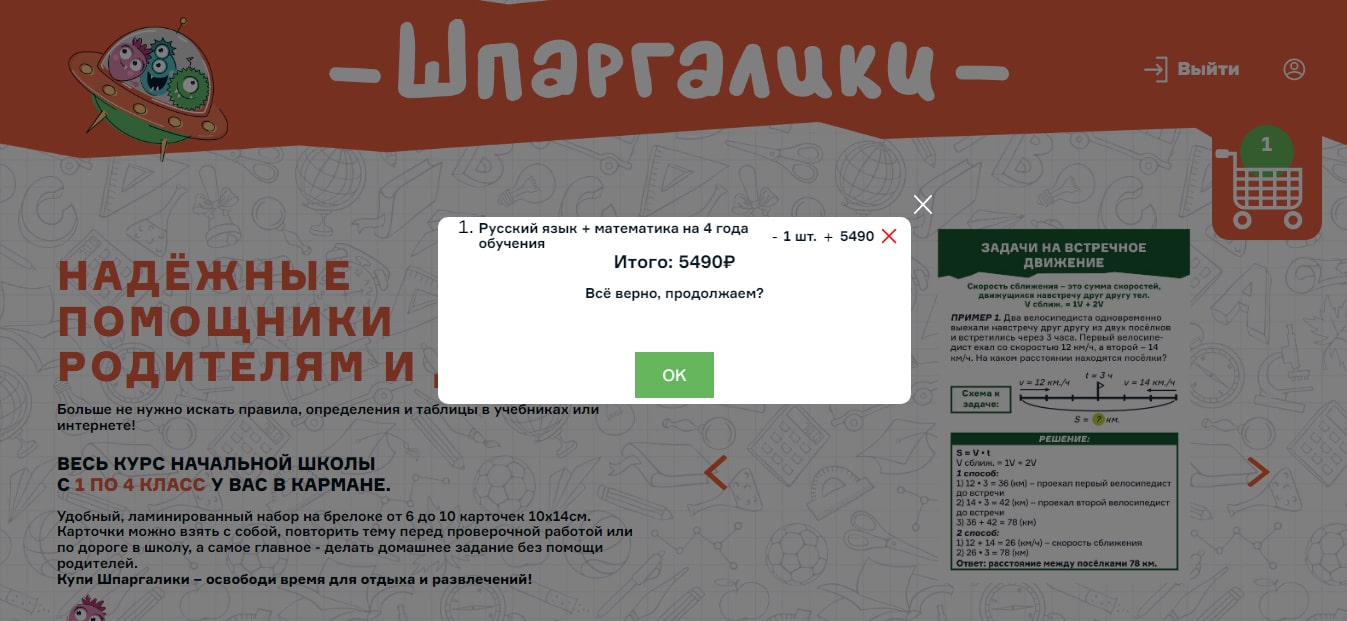 – Шпаргалики –
Выйти
1
1. Русский язык + математика на 4 года
обучения
- 1 шт. + 5490
Итого: 5490₽
Всё верно, продолжаем?
OK
НАДЁЖНЫЕ
ПОМОЩНИКИ
РОДИТЕЛЯМ И
Больше не нужно искать правила, определения и таблицы в учебниках или
интернете!
ВЕСЬ КУРС НАЧАЛЬНОЙ ШКОЛЫ
С 1 ПО 4 КЛАСС У ВАС В КАРМАНЕ.
Удобный, ламинированный набор на брелоке от 6 до 10 карточек 10х14см.
Карточки можно взять с собой, повторить тему перед проверочной работой или
по дороге в школу, а самое главное - делать домашнее задание без помощи
родителей.
Купи Шпаргалики – освободи время для отдыха и развлечений!
ЗАДАЧИ НА ВСТРЕЧНОЕ
ДВИЖЕНИЕ
Скорость сближения – это сумма скоростей,
движущихся навстречу друг другу тел.
V сближ. = 1V + 2V
ПРИМЕР 1. Два велосипедиста одновременно
выехали навстречу друг другу из двух посёлков
и встретились через 3 часа. Первый велосипе-
дист ехал со скоростью 12 км/ч, а второй – 14
км/ч. На каком расстоянии находятся посёлки?
Схема к
задаче:
v = 12 км./ч
t = 3 ч
v = 14 км./ч
S = ? км.
РЕШЕНИЕ:
S = V • t
V сближ. = 1V + 2V
1 способ:
1) 12 • 3 = 36 (км) – проехал первый велосипедист
до встречи
2) 14 • 3 = 42 (км) – проехал второй велосипедист
до встречи
3) 36 + 42 = 78 (км)
2 способ:
1) 12 + 14 = 26 (км/ч) – скорость сближения
2) 26 • 3 = 78 (км)
Ответ: расстояние между посёлками 78 км.